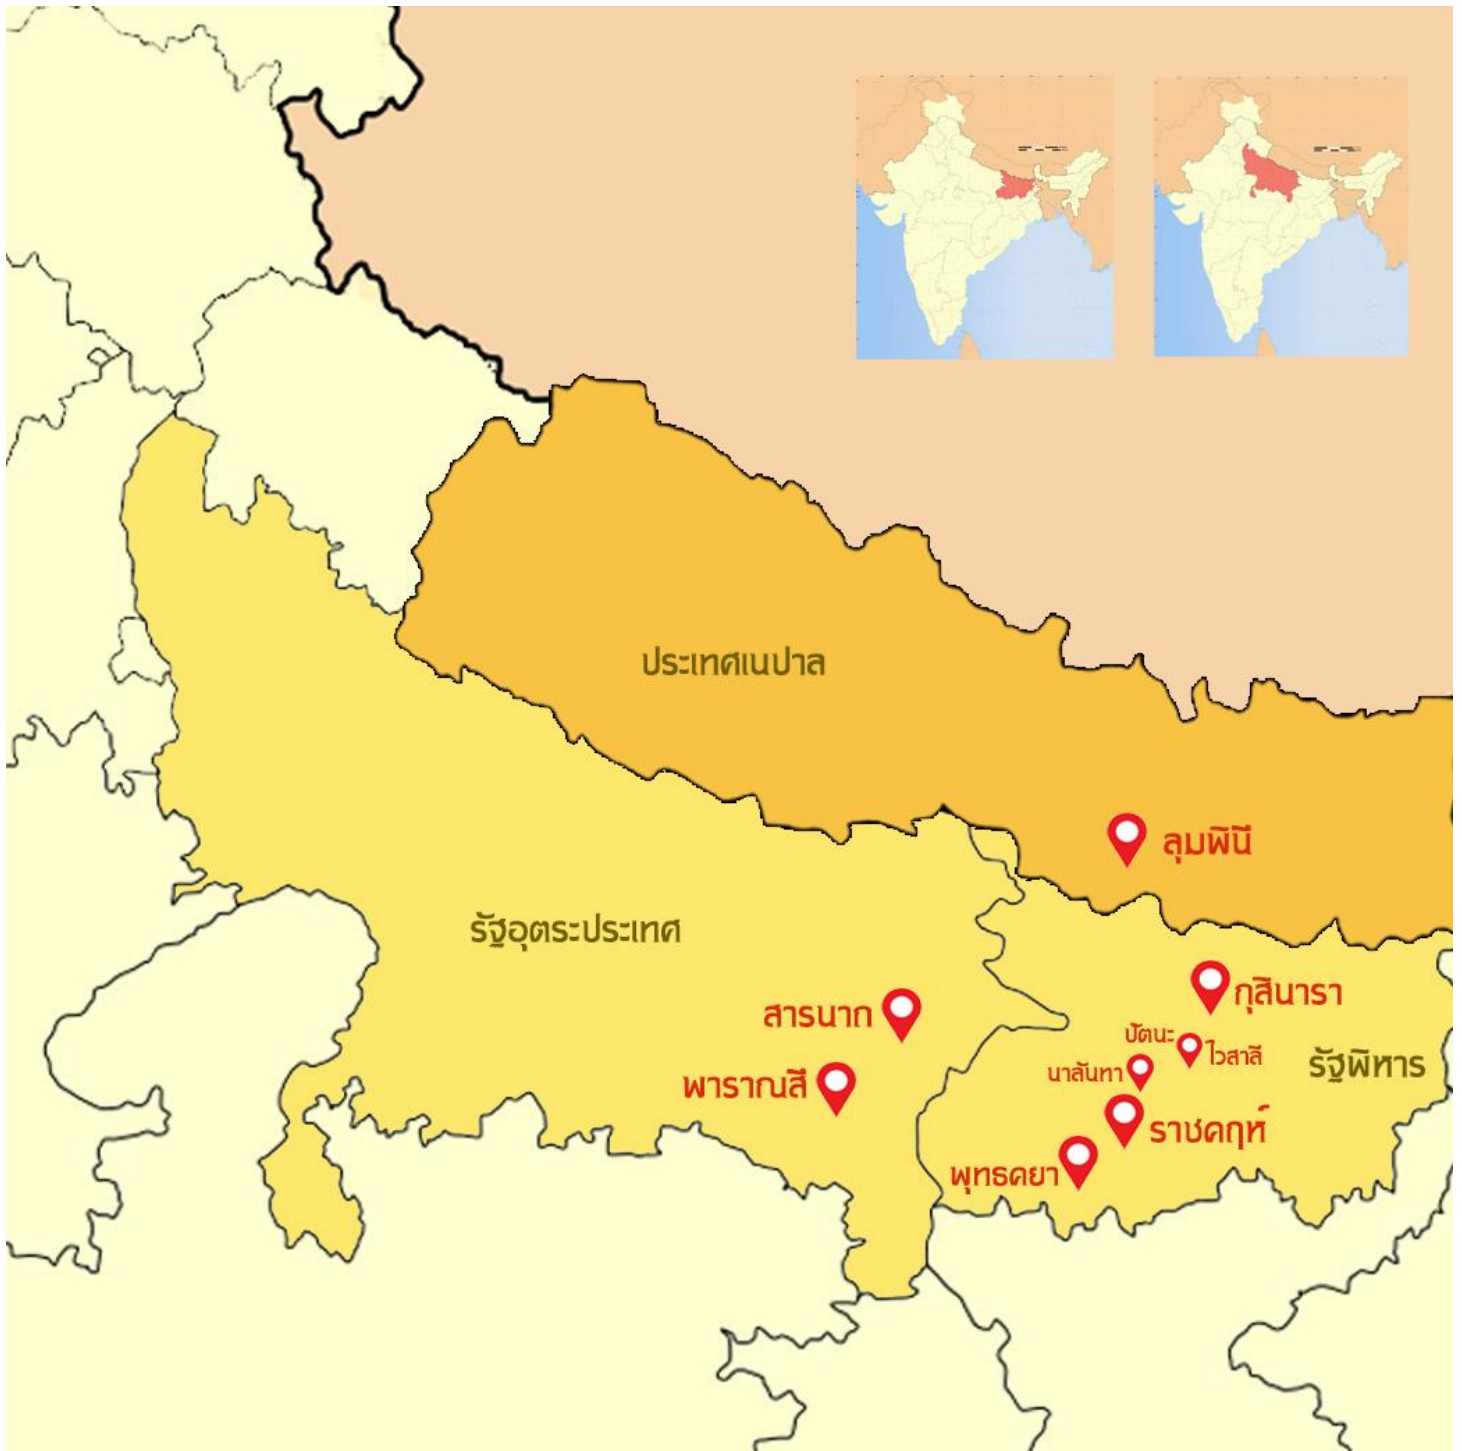 ประเทศเนปาล
ลุมพินี
รัฐอุตระประเทศ
กุสินารา
สารนาถ
ปัตนะ
ไวสาลี
รัฐพิหาร
นาลันทา
พาราณสี
ราชคฤห์
พุทธคยา